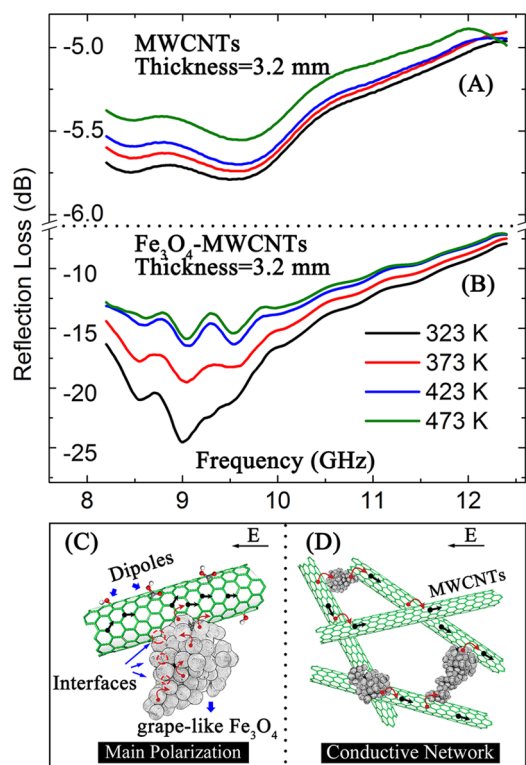 -5.0
-5.5
-6.0
MWCNTs
Thickness=3.2 mm
(A)
Reflection Loss (dB)
Fe₃O₄-MWCNTs
Thickness=3.2 mm
(B)
-10
-15
-20
-25
323 K
373 K
423 K
473 K
Frequency (GHz)
8 9 10 11 12
(C)
E
Dipoles
Interfaces
grape-like Fe₃O₄
Main Polarization
(D)
E
MWCNTs
Conductive Network